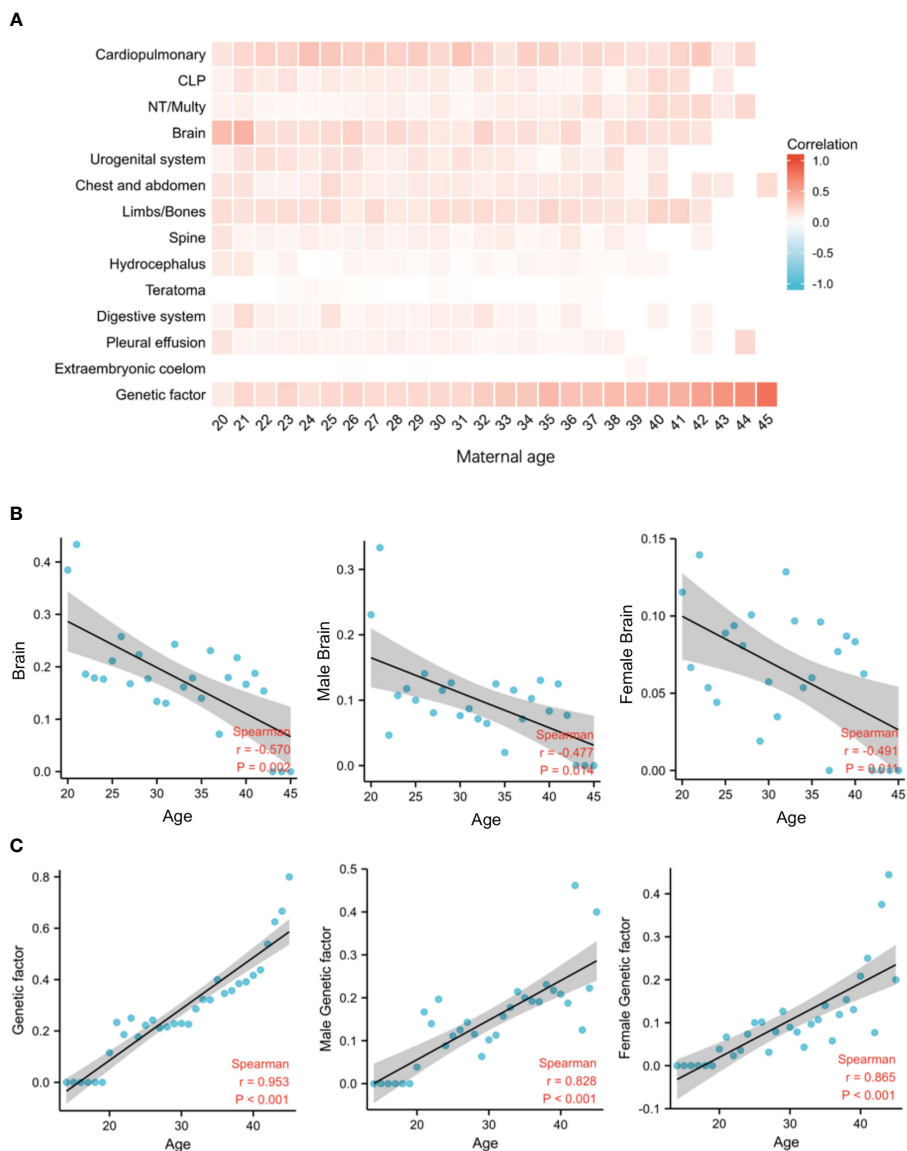 A
Cardiopulmonary
CLP
NT/Multy
Brain
Urogenital system
Chest and abdomen
Limbs/Bones
Spine
Hydrocephalus
Teratoma
Digestive system
Pleural effusion
Extraembryonic coelom
Genetic factor
20 21 22 23 24 25 26 27 28 29 30 31 32 33 34 35 36 37 38 39 40 41 42 43 44 45
Maternal age
Correlation
1.0
0.5
0.0
-0.5
-1.0
B
Brain
0.4
0.3
0.2
0.1
0.0
20 25 30 35 40 45
Age
Spearman
r = -0.570
P = 0.002
Male Brain
0.3
0.2
0.1
0.0
20 25 30 35 40 45
Age
Spearman
r = -0.477
P = 0.014
Female Brain
0.15
0.10
0.05
0.00
20 25 30 35 40 45
Age
Spearman
r = -0.491
P = 0.011
C
Genetic factor
0.8
0.6
0.4
0.2
0.0
20 30 40
Age
Spearman
r = 0.953
P < 0.001
Male Genetic factor
0.5
0.4
0.3
0.2
0.1
0.0
20 30 40
Age
Spearman
r = 0.828
P < 0.001
Female Genetic factor
0.4
0.3
0.2
0.1
0.0
-0.1
20 30 40
Age
Spearman
r = 0.865
P < 0.001